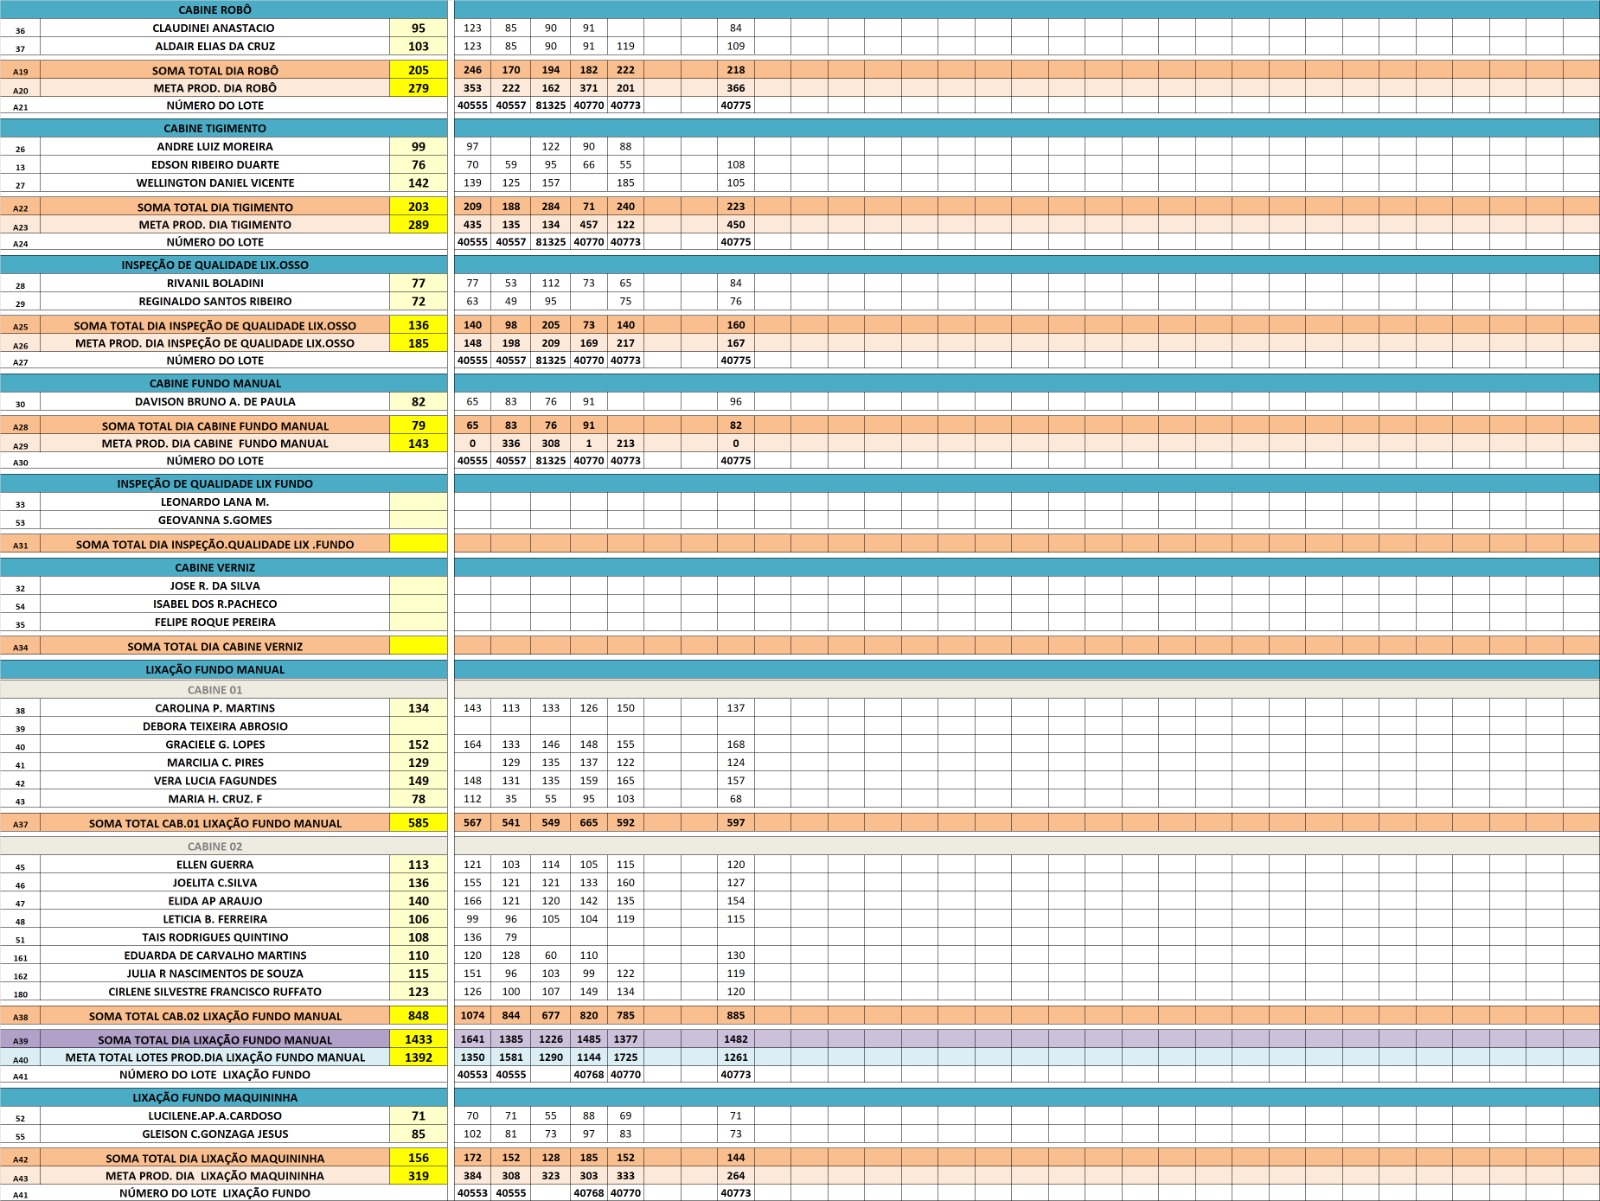 CABINE ROBÔ
36 CLAUDINEI ANASTACIO 95 123 85 90 91 84
37 ALDAIR ELIAS DA CRUZ 103 123 85 90 91 119 109
A19 SOMA TOTAL DIA ROBÔ 205 246 170 194 182 222 218
A20 META PROD. DIA ROBÔ 279 353 222 162 371 201 366
A21 NÚMERO DO LOTE 40555 40557 81325 40770 40773 40775
CABINE TIGIMENTO
26 ANDRE LUIZ MOREIRA 99 97 122 90 88
13 EDSON RIBEIRO DUARTE 76 70 59 95 66 55 108
27 WELLINGTON DANIEL VICENTE 142 139 125 157 185 105
A22 SOMA TOTAL DIA TIGIMENTO 203 209 188 284 71 240 223
A23 META PROD. DIA TIGIMENTO 289 435 135 134 457 122 450
A24 NÚMERO DO LOTE 40555 40557 81325 40770 40773 40775
INSPEÇÃO DE QUALIDADE LIX.OSSO
28 RIVANIL BOLADINI 77 77 53 112 73 65 84
29 REGINALDO SANTOS RIBEIRO 72 63 49 95 75 76
A25 SOMA TOTAL DIA INSPEÇÃO DE QUALIDADE LIX.OSSO 136 140 98 205 73 140 160
A26 META PROD. DIA INSPEÇÃO DE QUALIDADE LIX.OSSO 185 148 198 209 169 217 167
A27 NÚMERO DO LOTE 40555 40557 81325 40770 40773 40775
CABINE FUNDO MANUAL
30 DAVISON BRUNO A. DE PAULA 82 65 83 76 91 96
A28 SOMA TOTAL DIA CABINE FUNDO MANUAL 79 65 83 76 91 82
A29 META PROD. DIA CABINE FUNDO MANUAL 143 0 336 308 1 213 0
A30 NÚMERO DO LOTE 40555 40557 81325 40770 40773 40775
INSPEÇÃO DE QUALIDADE LIX FUNDO
33 LEONARDO LANA M.
53 GEOVANNA S.GOMES
A31 SOMA TOTAL DIA INSPEÇÃO.QUALIDADE LIX .FUNDO
CABINE VERNIZ
32 JOSE R. DA SILVA
54 ISABEL DOS R.PACHECO
35 FELIPE ROQUE PEREIRA
A34 SOMA TOTAL DIA CABINE VERNIZ
LIXAÇÃO FUNDO MANUAL
CABINE 01
38 CAROLINA P. MARTINS 134 143 113 133 126 150 137
39 DEBORA TEIXEIRA ABROSIO
40 GRACIELE G. LOPES 152 164 133 146 148 155 168
41 MARCILIA C. PIRES 129 129 135 137 122 124
42 VERA LUCIA FAGUNDES 149 148 131 135 159 165 157
43 MARIA H. CRUZ. F 78 112 35 55 95 103 68
A37 SOMA TOTAL CAB.01 LIXAÇÃO FUNDO MANUAL 585 567 541 549 665 592 597
CABINE 02
45 ELLEN GUERRA 113 121 103 114 105 115 120
46 JOELITA C.SILVA 136 155 121 121 133 160 127
47 ELIDA AP ARAUJO 140 166 121 120 142 135 154
48 LETICIA B. FERREIRA 106 99 96 105 104 119 115
51 TAIS RODRIGUES QUINTINO 108 136 79
161 EDUARDA DE CARVALHO MARTINS 110 120 128 60 110 130
162 JULIA R NASCIMENTOS DE SOUZA 115 151 96 103 99 122 119
180 CIRLENE SILVESTRE FRANCISCO RUFFATO 123 126 100 107 149 134 120
A38 SOMA TOTAL CAB.02 LIXAÇÃO FUNDO MANUAL 848 1074 844 677 820 785 885
A39 SOMA TOTAL DIA LIXAÇÃO FUNDO MANUAL 1433 1641 1385 1226 1485 1377 1482
A40 META TOTAL LOTES PROD.DIA LIXAÇÃO FUNDO MANUAL 1392 1350 1581 1290 1144 1725 1261
A41 NÚMERO DO LOTE LIXAÇÃO FUNDO 40553 40555 40768 40770 40773
LIXAÇÃO FUNDO MAQUININHA
52 LUCILENE.AP.A.CARDOSO 71 70 71 55 88 69 71
55 GLEISON C.GONZAGA JESUS 85 102 81 73 97 83 73
A42 SOMA TOTAL DIA LIXAÇÃO MAQUININHA 156 172 152 128 185 152 144
A43 META PROD. DIA LIXAÇÃO MAQUININHA 319 384 308 323 303 333 264
A41 NÚMERO DO LOTE LIXAÇÃO FUNDO 40553 40555 40768 40770 40773